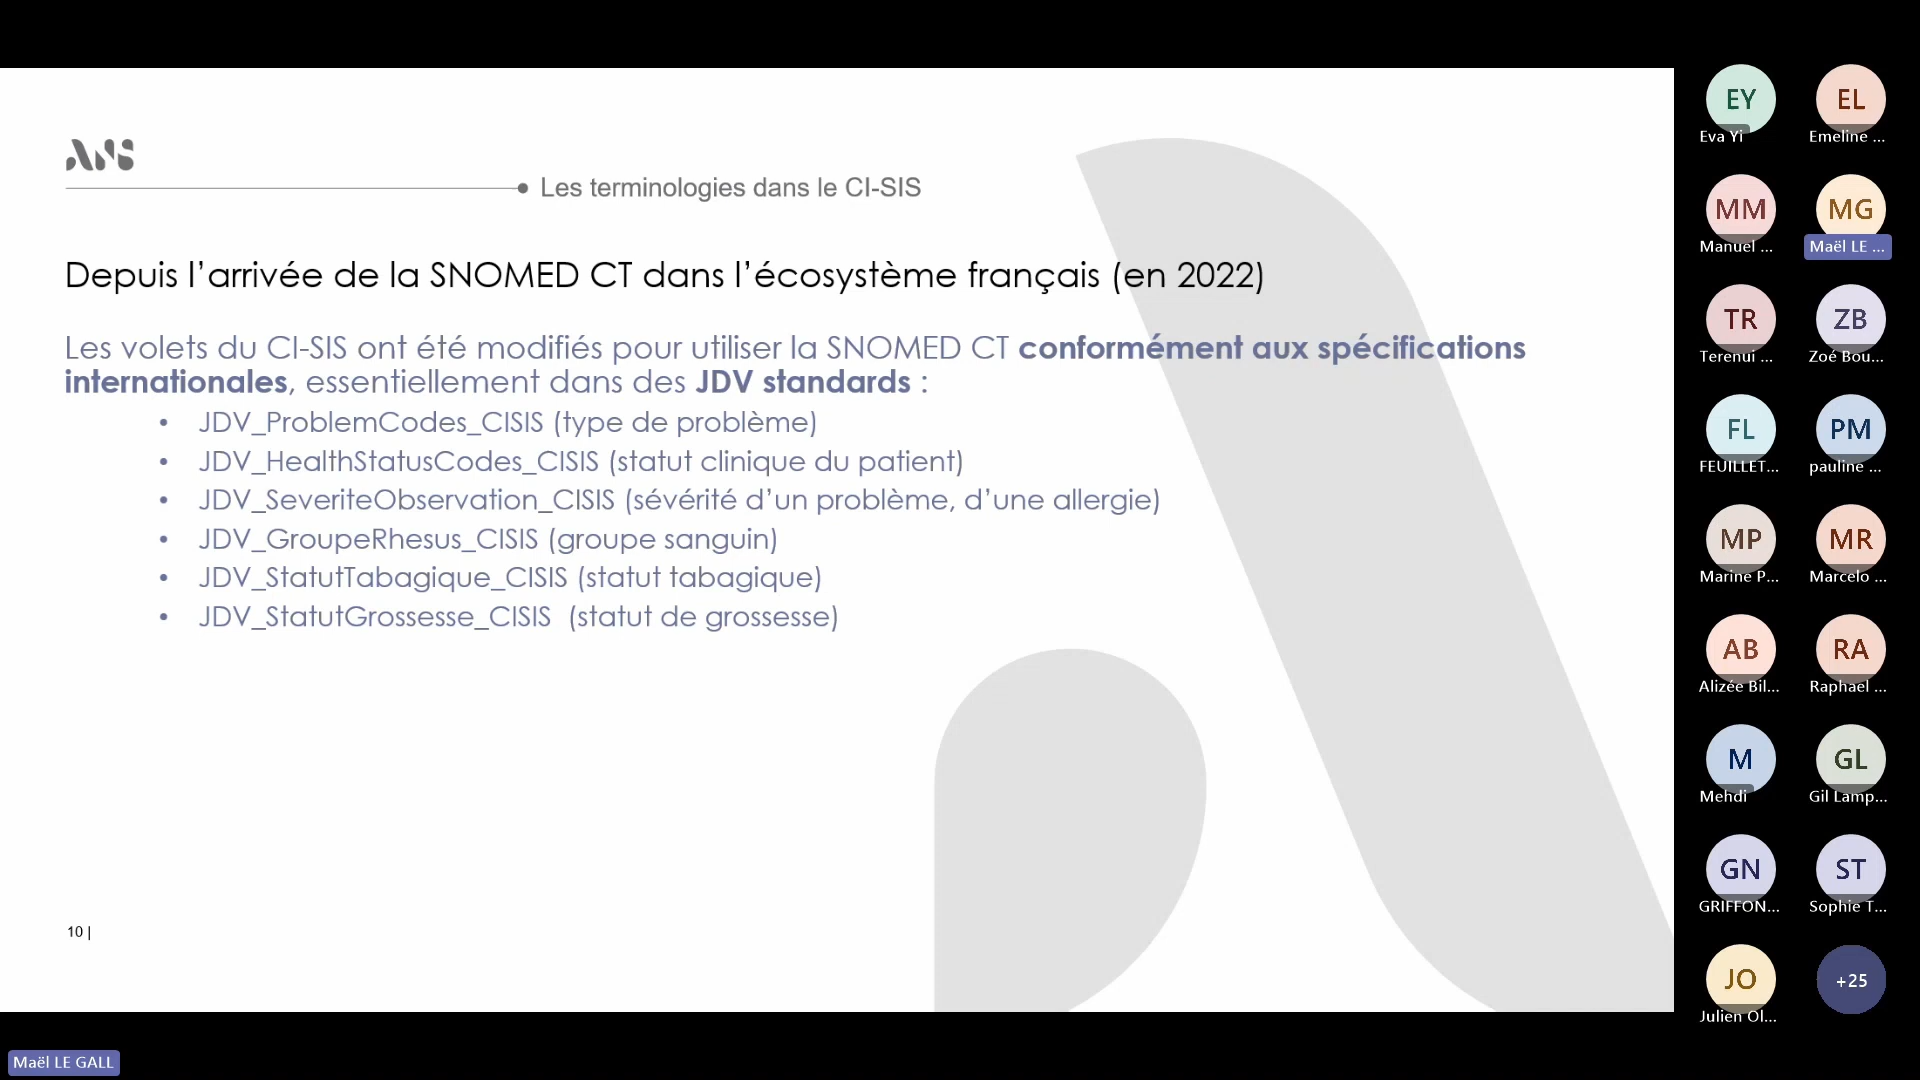 ANS
Les terminologies dans le CI-SIS
Depuis l’arrivée de la SNOMED CT dans l’écosystème français (en 2022)
Les volets du CI-SIS ont été modifiés pour utiliser la SNOMED CT conformément aux spécifications
internationales, essentiellement dans des JDV standards :
• JDV_ProblemCodes_CISIS (type de problème)
• JDV_HealthStatusCodes_CISIS (statut clinique du patient)
• JDV_SeveriteObservation_CISIS (sévérité d’un problème, d’une allergie)
• JDV_GroupeRhesus_CISIS (groupe sanguin)
• JDV_StatutTabagique_CISIS (statut tabagique)
• JDV_StatutGrossesse_CISIS  (statut de grossesse)
10 |
EY EL
Eva Yi Emeline ...
MM MG
Manuel ... Maël LE ...
TR ZB
Terenui ... Zoé Bou...
FL PM
FEUILLET... pauline ...
MP MR
Marine P... Marcelo ...
AB RA
Alizée Bil... Raphael ...
M GL
Mehdi Gil Lamp...
GN ST
GRIFFON... Sophie T...
JO +25
Julien Ol...
Maël LE GALL